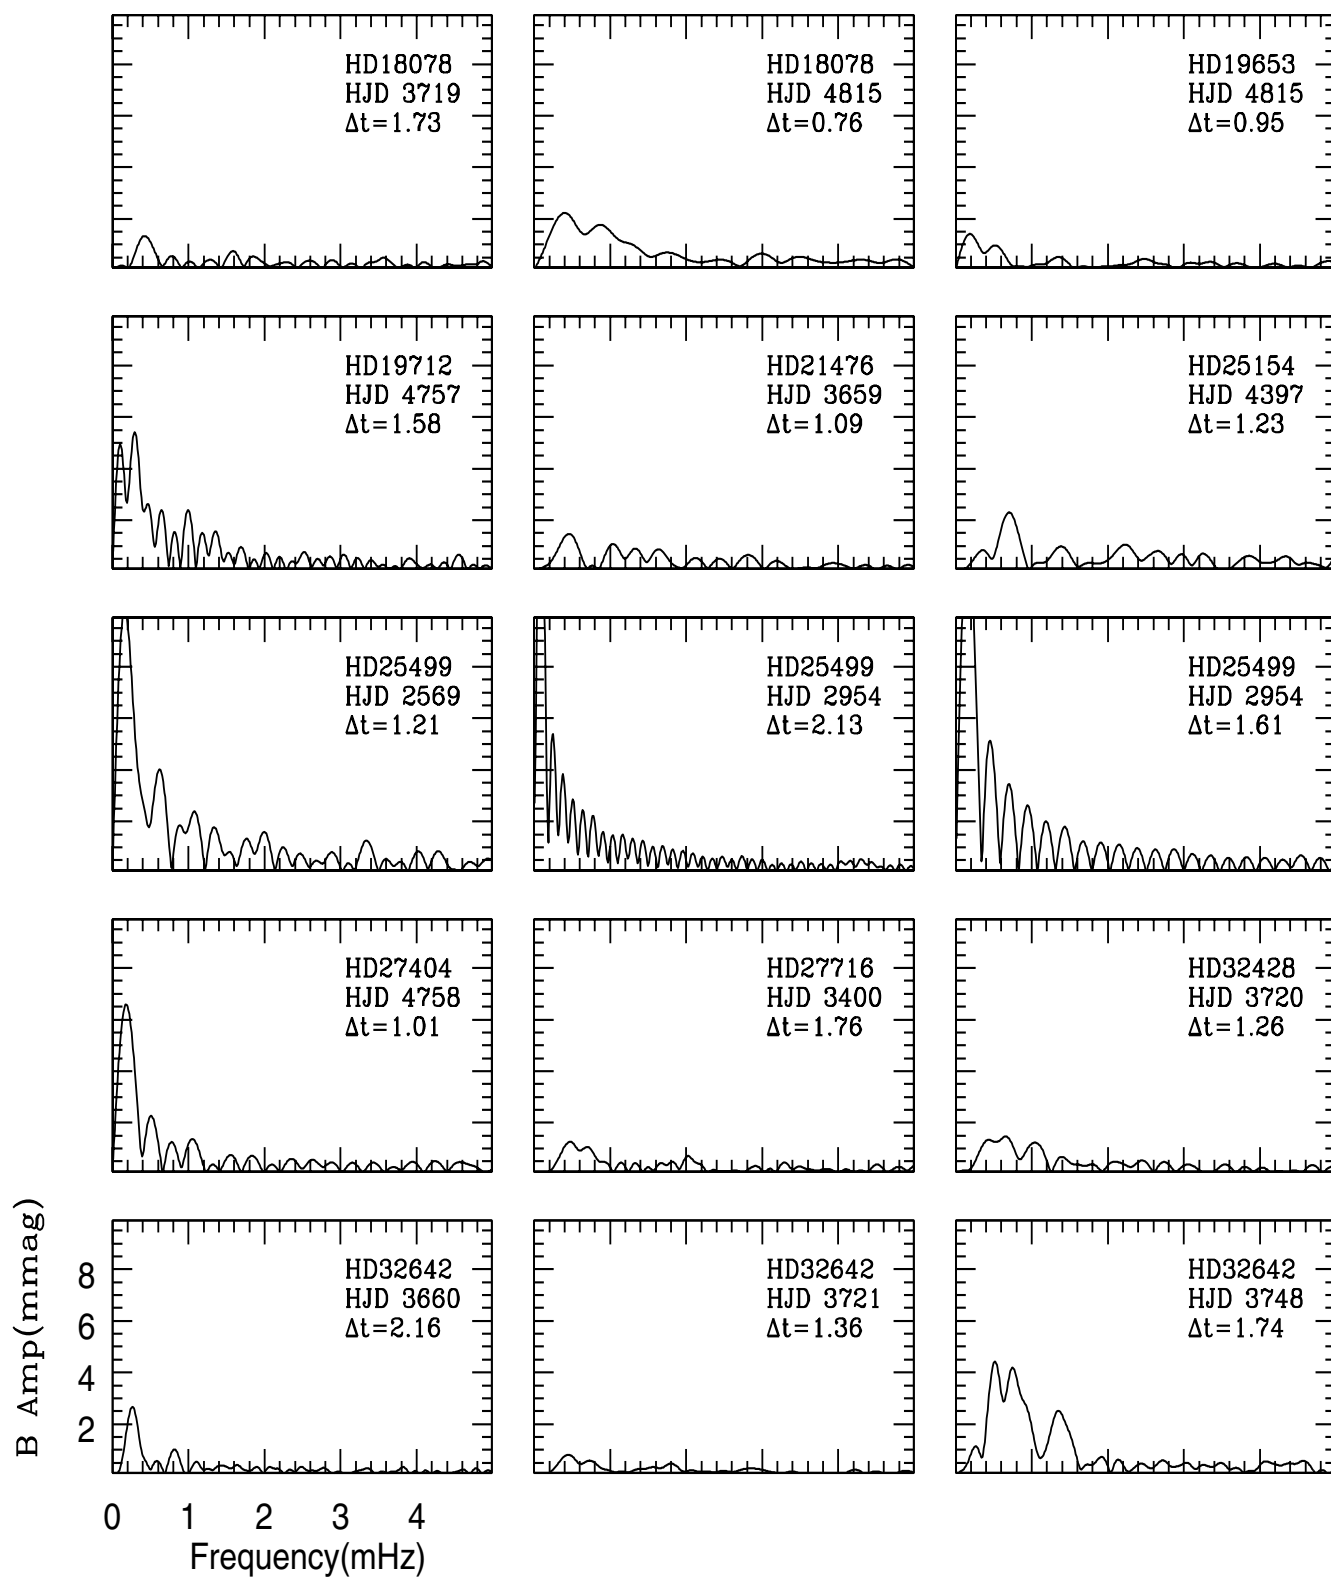 HD18078
HJD 3719
Δt=1.73
HD18078
HJD 4815
Δt=0.76
HD19653
HJD 4815
Δt=0.95
HD19712
HJD 4757
Δt=1.58
HD21476
HJD 3659
Δt=1.09
HD25154
HJD 4397
Δt=1.23
HD25499
HJD 2569
Δt=1.21
HD25499
HJD 2954
Δt=2.13
HD25499
HJD 2954
Δt=1.61
HD27404
HJD 4758
Δt=1.01
HD27716
HJD 3400
Δt=1.76
HD32428
HJD 3720
Δt=1.26
HD32642
HJD 3660
Δt=2.16
HD32642
HJD 3721
Δt=1.36
HD32642
HJD 3748
Δt=1.74
B Amp(mmag)
8
6
4
2
0 1 2 3 4
Frequency(mHz)